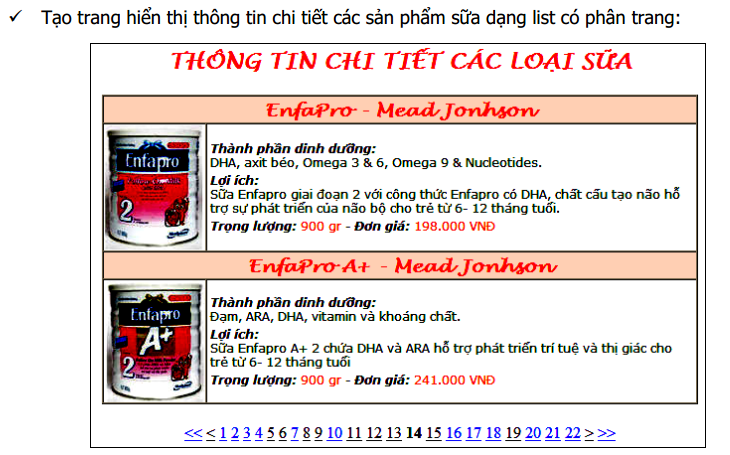 ✓ Tạo trang hiển thị thông tin chi tiết các sản phẩm sữa dạng list có phân trang:
THÔNG TIN CHI TIẾT CÁC LOẠI SỮA
EnfaPro - Mead Jonhson
Enfapro
2
Thành phần dinh dưỡng:
DHA, axit béo, Omega 3 & 6, Omega 9 & Nucleotides.
Lợi ích:
Sữa Enfapro giai đoạn 2 với công thức Enfapro có DHA, chất cấu tạo não hỗ
trợ sự phát triển của não bộ cho trẻ từ 6- 12 tháng tuổi.
Trọng lượng: 900 gr - Đơn giá: 198.000 VNĐ
EnfaPro A+ - Mead Jonhson
Enfapro
A+
2
Thành phần dinh dưỡng:
Đạm, ARA, DHA, vitamin và khoáng chất.
Lợi ích:
Sữa Enfapro A+ 2 chứa DHA và ARA hỗ trợ phát triển trí tuệ và thị giác cho
trẻ từ 6- 12 tháng tuổi
Trọng lượng: 900 gr - Đơn giá: 241.000 VNĐ
<< < 1 2 3 4 5 6 7 8 9 10 11 12 13 14 15 16 17 18 19 20 21 22 > >>